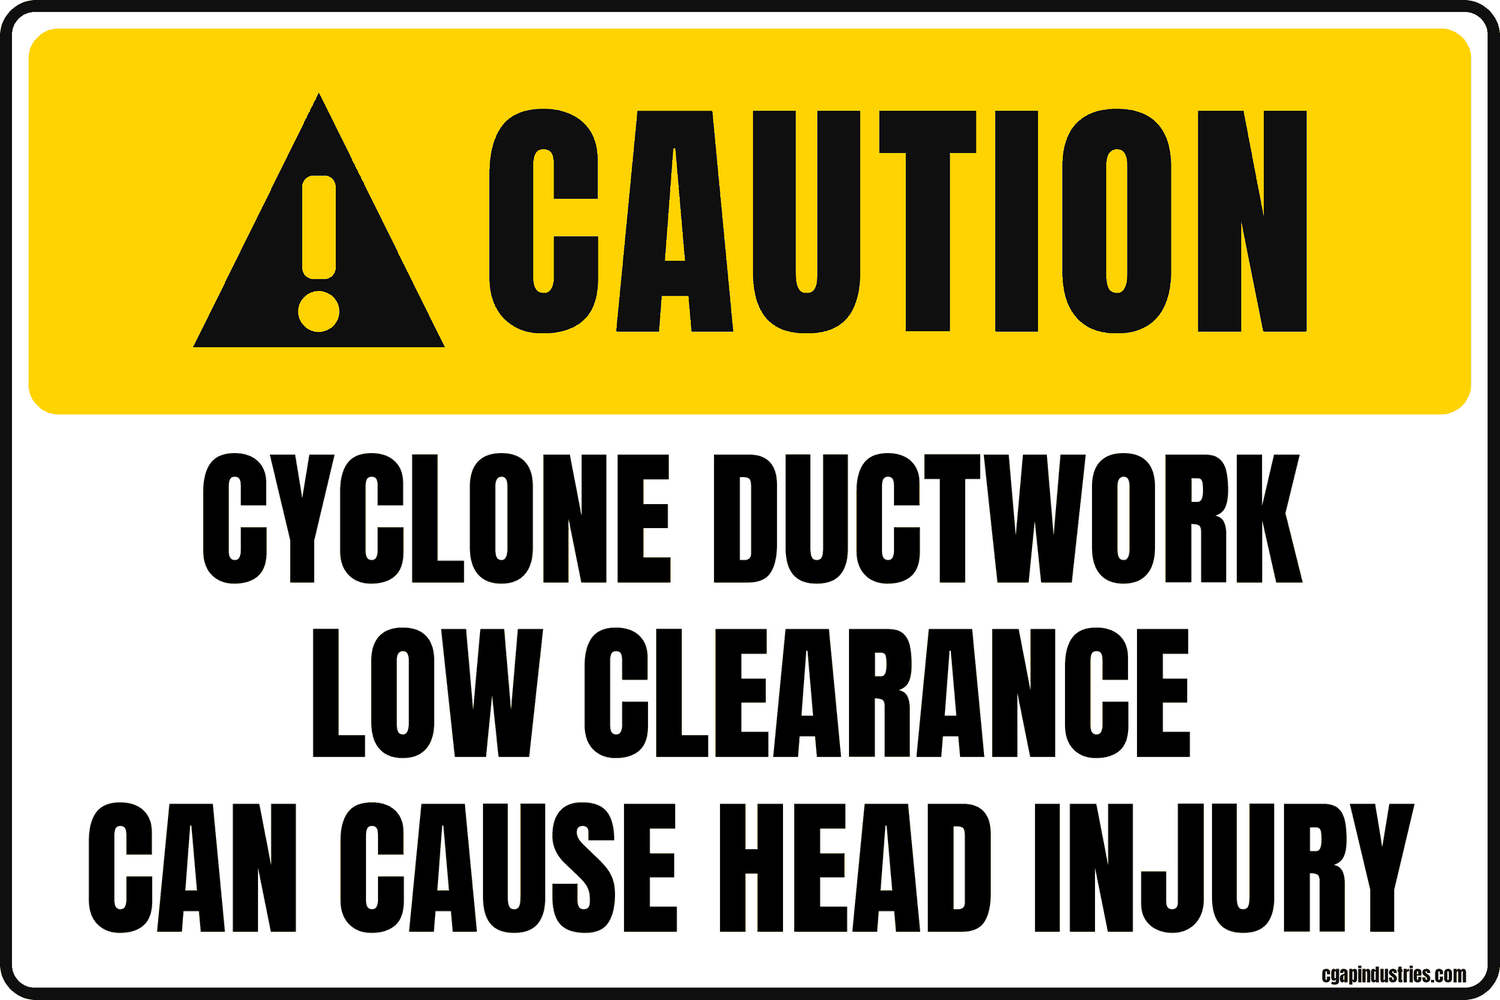 CAUTION
CYCLONE DUCTWORK
LOW CLEARANCE
CAN CAUSE HEAD INJURY
cgapindustries.com